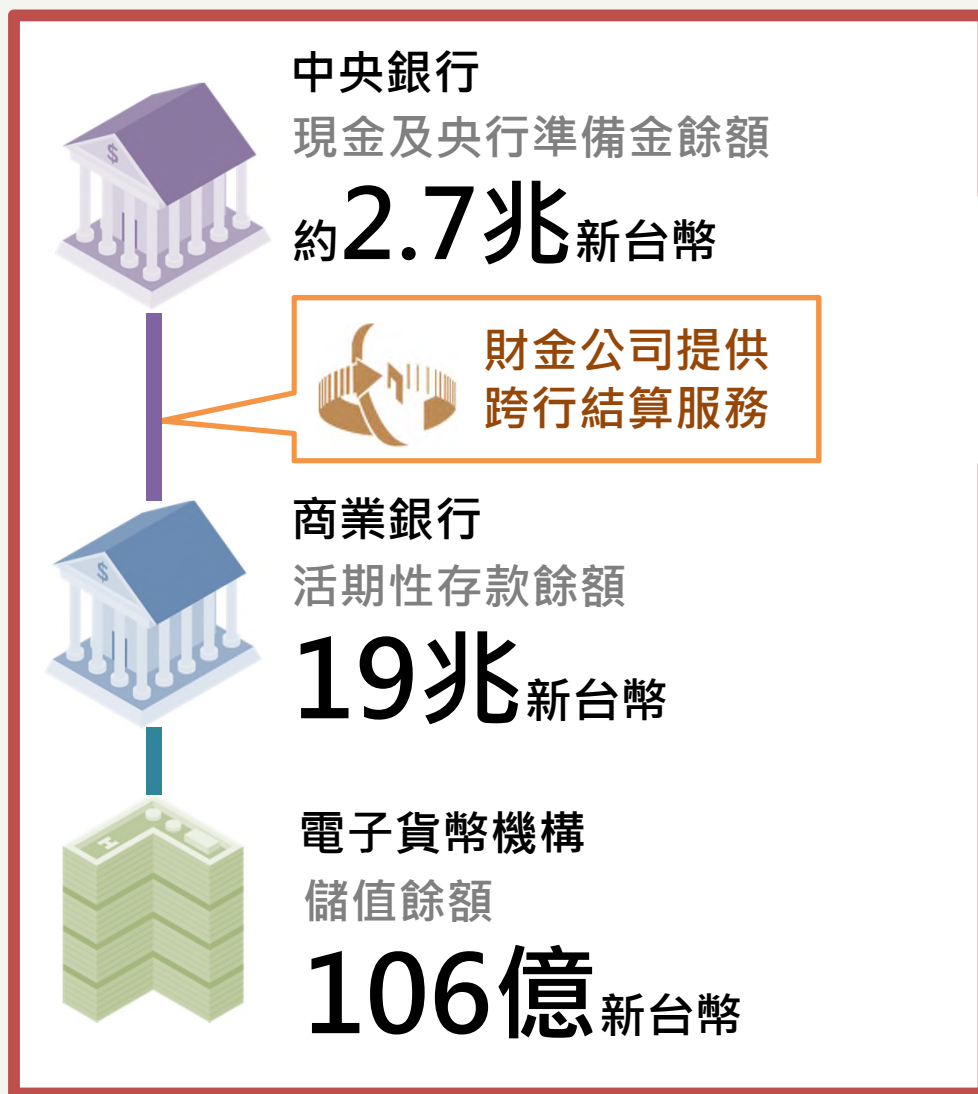 中央銀行
現金及央行準備金餘額
約2.7兆新台幣
財金公司提供
跨行結算服務
商業銀行
活期性存款餘額
19兆新台幣
電子貨幣機構
儲值餘額
106億新台幣